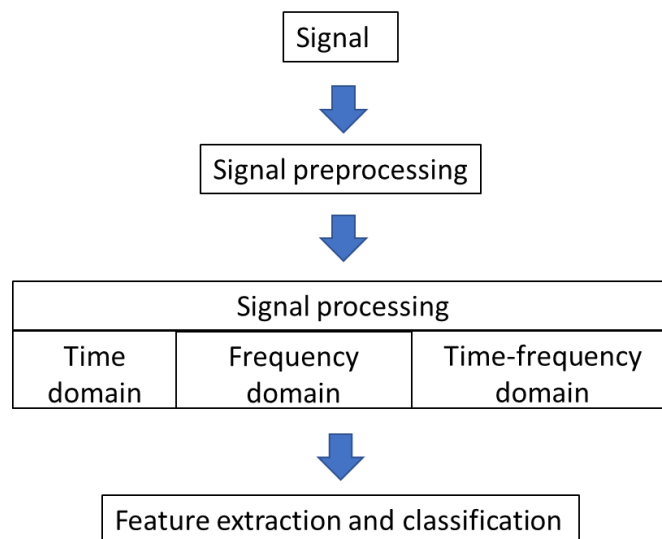 Signal
Signal preprocessing
Signal processing
Time domain
Frequency domain
Time-frequency domain
Feature extraction and classification